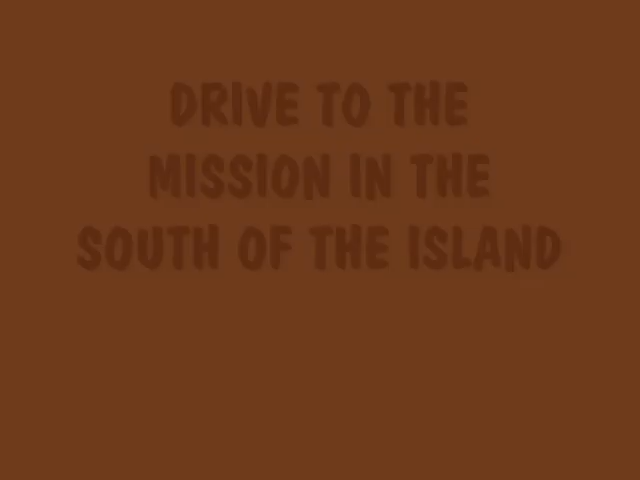 DRIVE TO THE
MISSION IN THE
SOUTH OF THE ISLAND